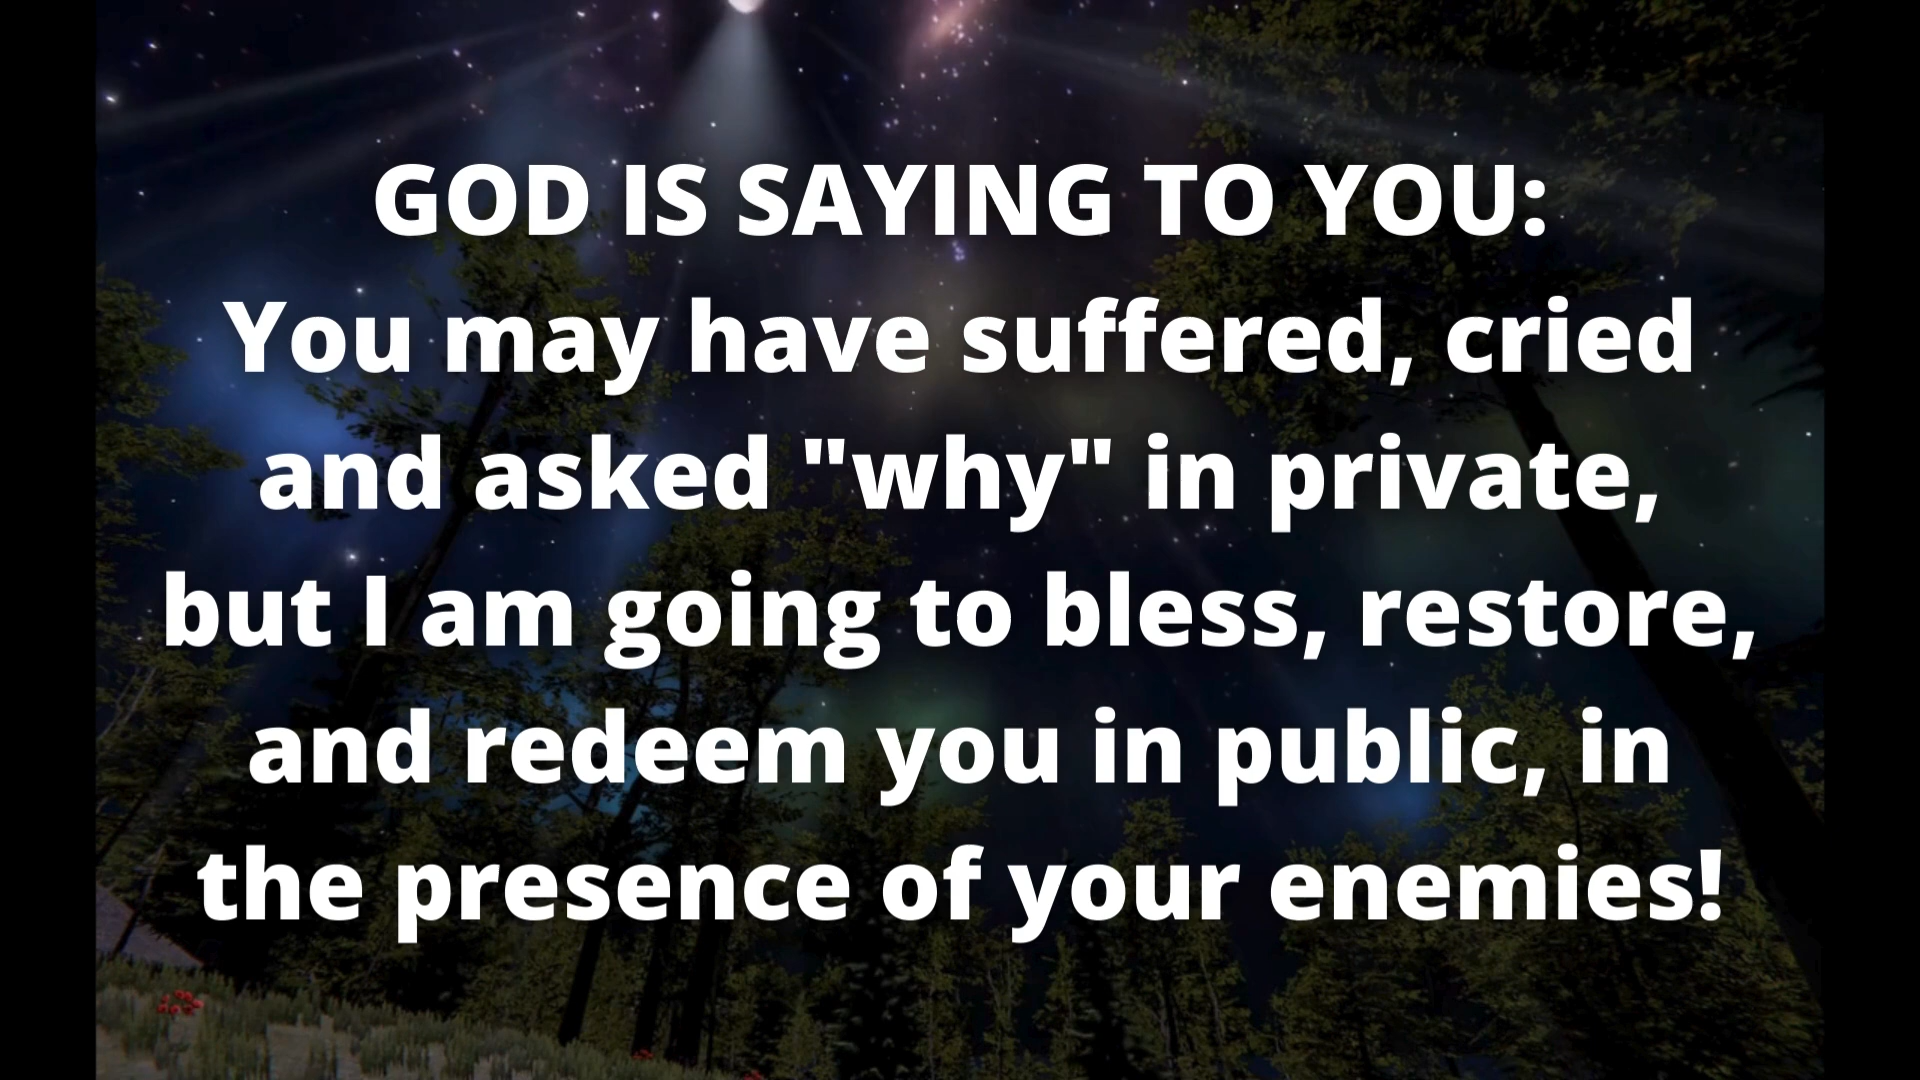 GOD IS SAYING TO YOU:
You may have suffered, cried
and asked "why" in private,
but I am going to bless, restore,
and redeem you in public, in
the presence of your enemies!